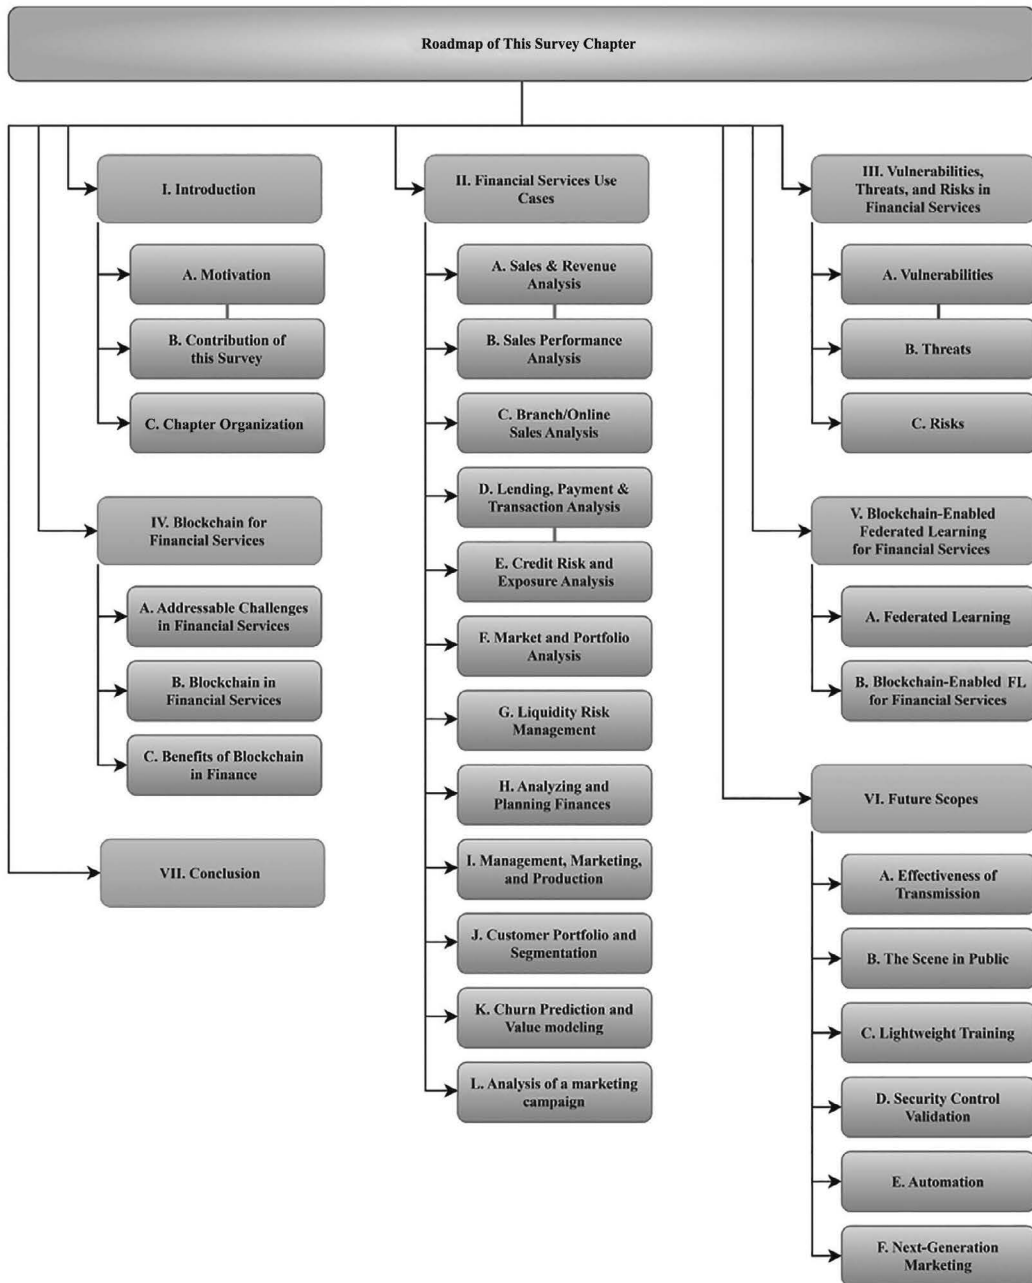 Roadmap of This Survey Chapter
I. Introduction
A. Motivation
B. Contribution of
this Survey
C. Chapter Organization
II. Financial Services Use
Cases
A. Sales & Revenue
Analysis
B. Sales Performance
Analysis
C. Branch/Online
Sales Analysis
D. Lending, Payment &
Transaction Analysis
E. Credit Risk and
Exposure Analysis
F. Market and Portfolio
Analysis
G. Liquidity Risk
Management
H. Analyzing and
Planning Finances
I. Management, Marketing,
and Production
J. Customer Portfolio and
Segmentation
K. Churn Prediction and
Value modeling
L. Analysis of a marketing
campaign
III. Vulnerabilities,
Threats, and Risks in
Financial Services
A. Vulnerabilities
B. Threats
C. Risks
IV. Blockchain for
Financial Services
A. Addressable Challenges
in Financial Services
B. Blockchain in
Financial Services
C. Benefits of Blockchain
in Finance
V. Blockchain-Enabled
Federated Learning
for Financial Services
A. Federated Learning
B. Blockchain-Enabled FL
for Financial Services
VI. Future Scopes
A. Effectiveness of
Transmission
B. The Scene in Public
C. Lightweight Training
D. Security Control
Validation
E. Automation
F. Next-Generation
Marketing
VII. Conclusion